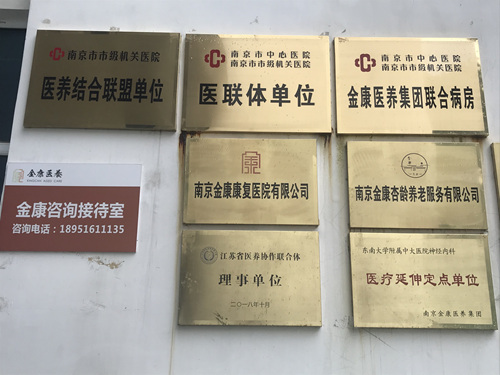 南京市市级机关医院
医养结合联盟单位
南京市中心医院
南京市市级机关医院
医联体单位
南京市中心医院
南京市市级机关医院
金康医养集团联合病房
金康医养
金康咨询接待室
咨询电话：18951611135
南京金康康复医院有限公司
南京金康杏龄养老服务有限公司
江苏省医养协作联合体
理事单位
二〇一八年十月
东南大学附属中大医院神经内科
医疗延伸定点单位
南京金康医养集团